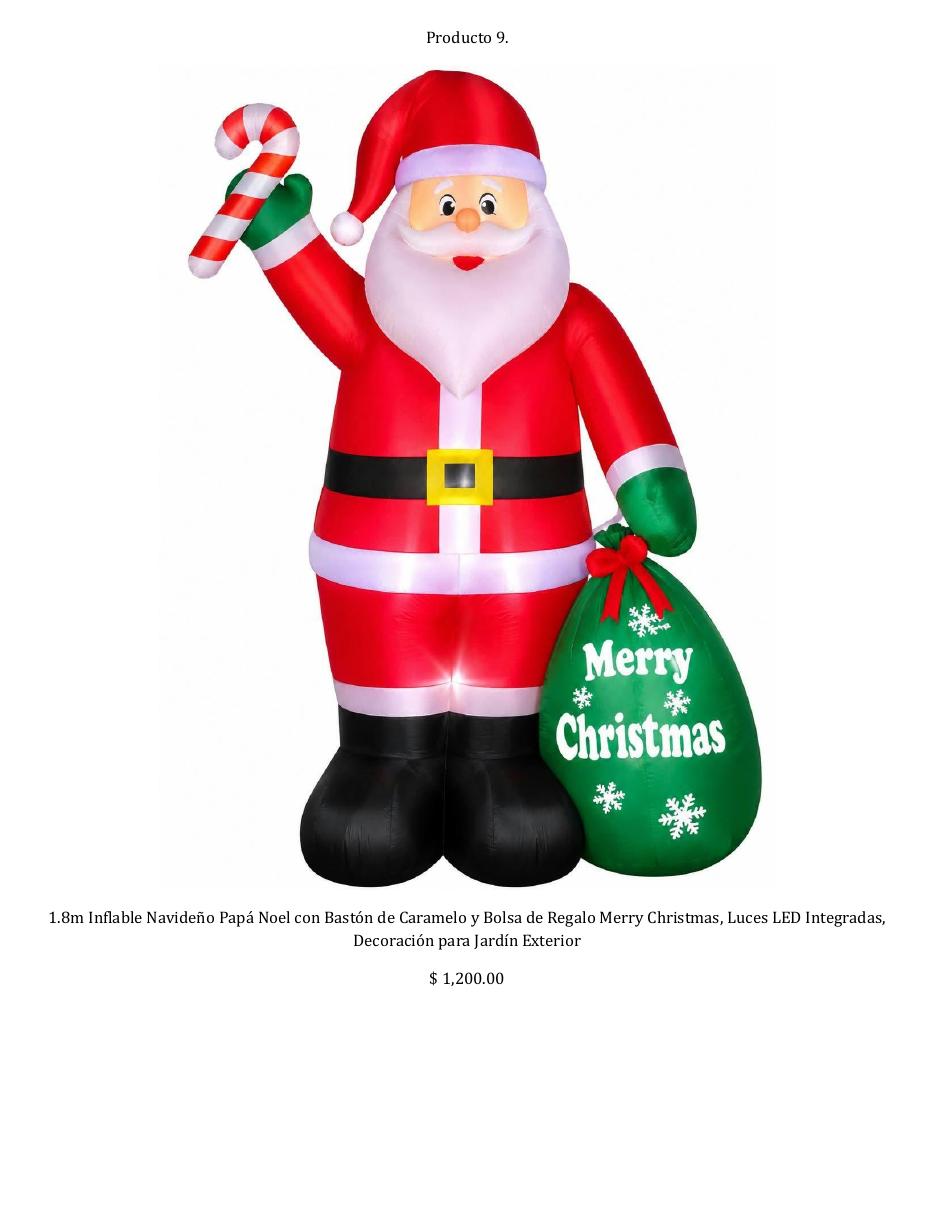 Producto 9.
Merry
Christmas
1.8m Inflable Navideño Papá Noel con Bastón de Caramelo y Bolsa de Regalo Merry Christmas, Luces LED Integradas,
Decoración para Jardín Exterior
$ 1,200.00